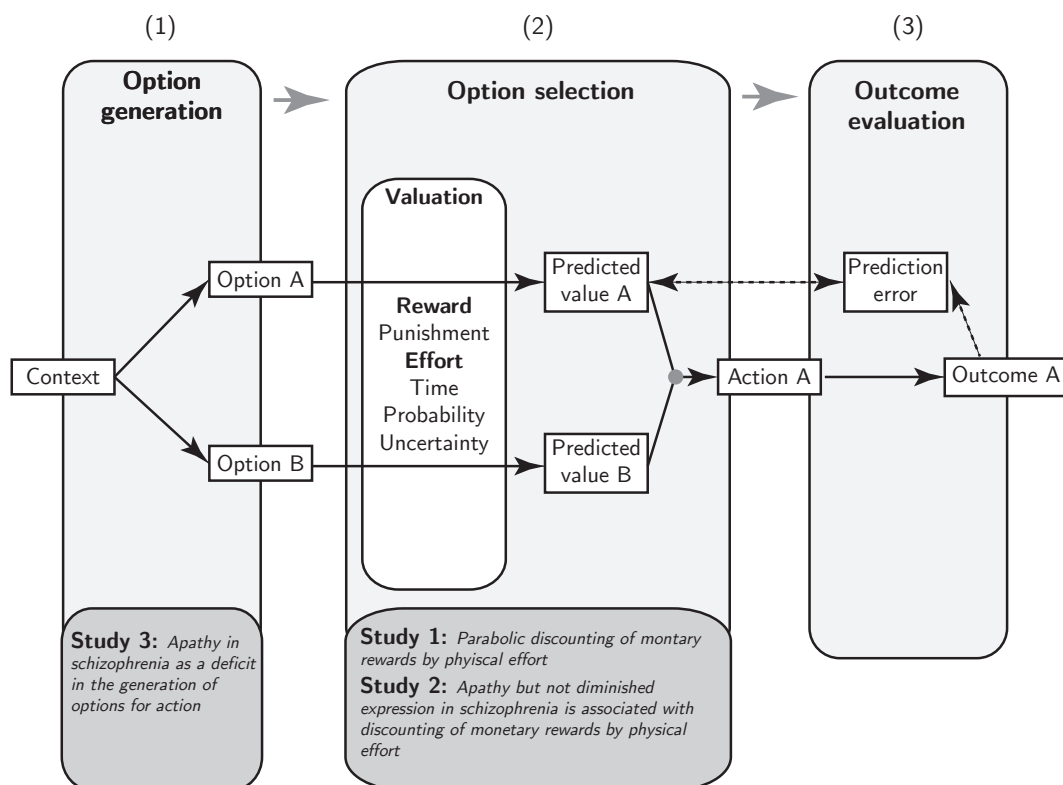 (1)
(2)
(3)
Option
generation
Option selection
Outcome
evaluation
Valuation
Option A
Predicted
value A
Prediction
error
Reward
Punishment
Effort
Time
Probability
Uncertainty
Context
Action A
Outcome A
Option B
Predicted
value B
Study 3: Apathy in
schizophrenia as a deficit
in the generation of
options for action
Study 1: Parabolic discounting of montary
rewards by phyiscal effort
Study 2: Apathy but not diminished
expression in schizophrenia is associated with
discounting of monetary rewards by physical
effort